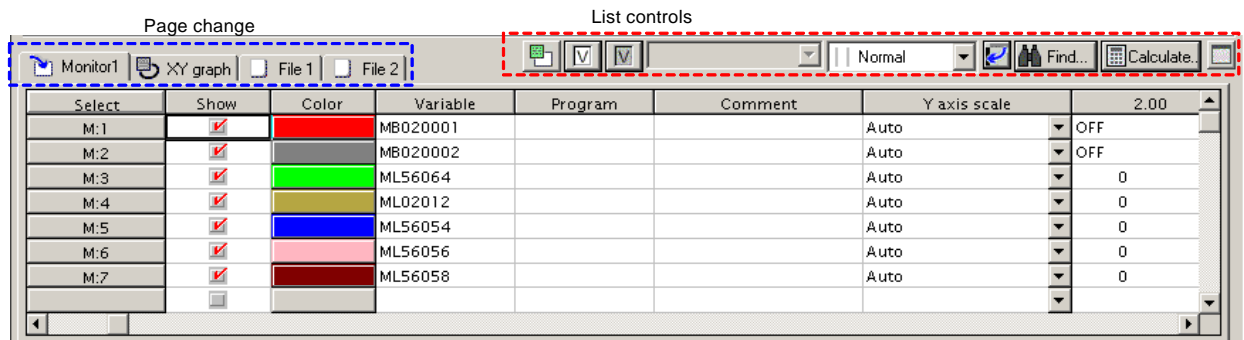 Page change
List controls
Monitor1 XY graph File 1 File 2 V V Normal Find... Calculate..
Select Show Color Variable Program Comment Y axis scale 2.00
M:1 MB020001 Auto OFF
M:2 MB020002 Auto OFF
M:3 ML56064 Auto 0
M:4 ML02012 Auto 0
M:5 ML56054 Auto 0
M:6 ML56056 Auto 0
M:7 ML56058 Auto 0